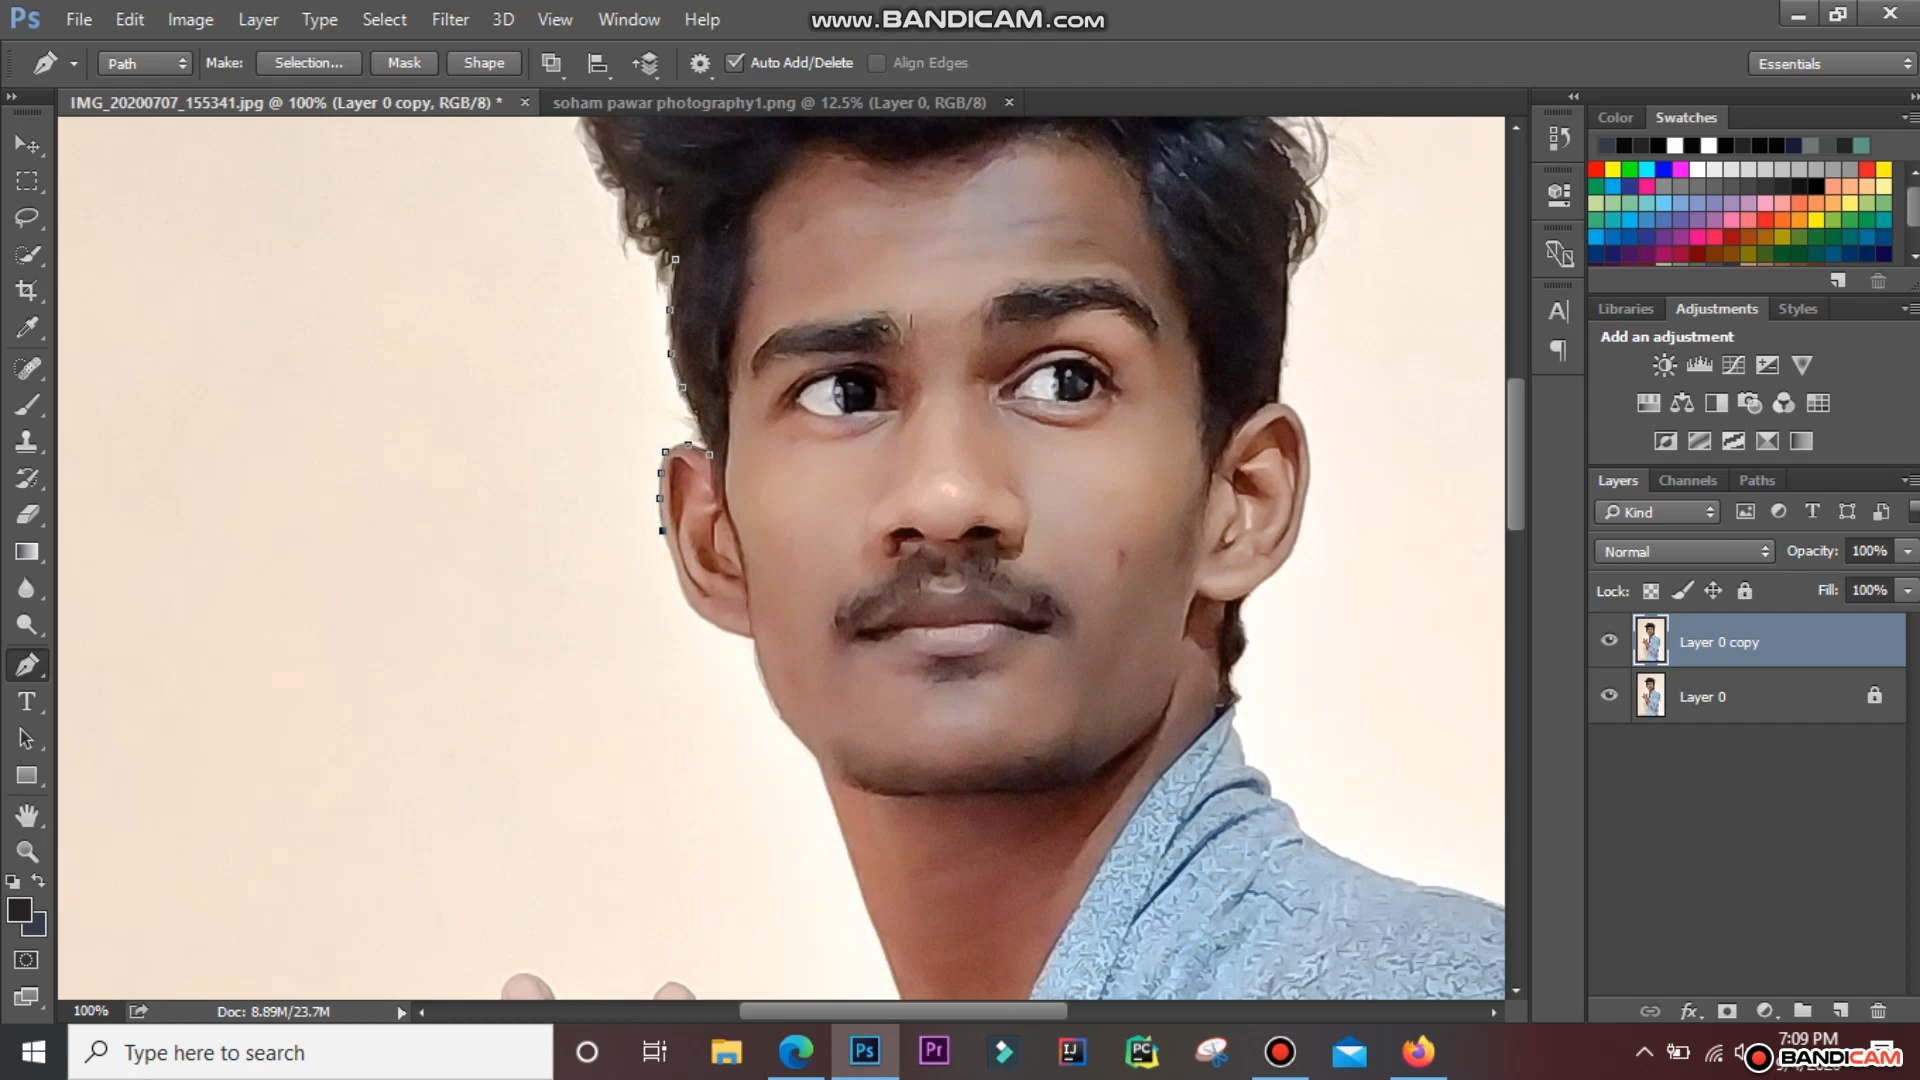 Ps File Edit Image Layer Type Select Filter 3D View Window Help
www.BANDICAM.com
Path Make: Selection... Mask Shape Auto Add/Delete Align Edges Essentials
IMG_20200707_155341.jpg @ 100% (Layer 0 copy, RGB/8) * × soham pawar photography1.png @ 12.5% (Layer 0, RGB/8) ×
Color Swatches
Libraries Adjustments Styles
Add an adjustment
Layers Channels Paths
Kind
Normal Opacity: 100%
Lock: Fill: 100%
Layer 0 copy
Layer 0
100% Doc: 8.89M/23.7M
Type here to search
Ps Pr IJ PC
7:09 PM
BANDICAM